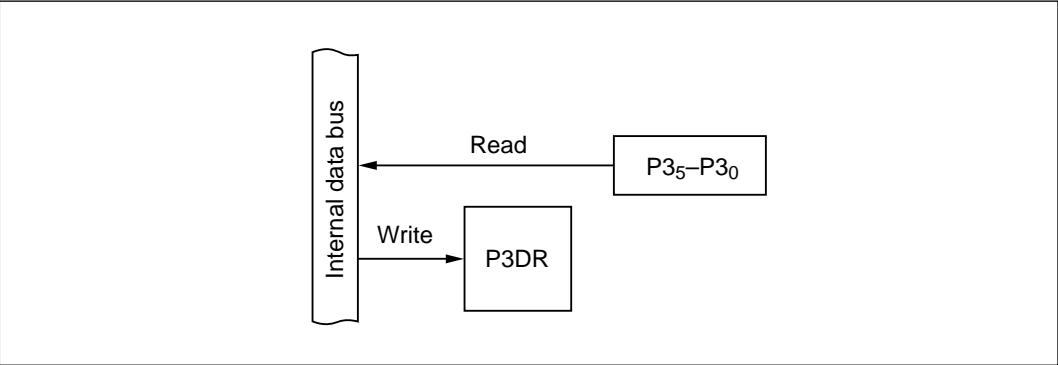 Internal data bus
Read
P3₅–P3₀
Write
P3DR